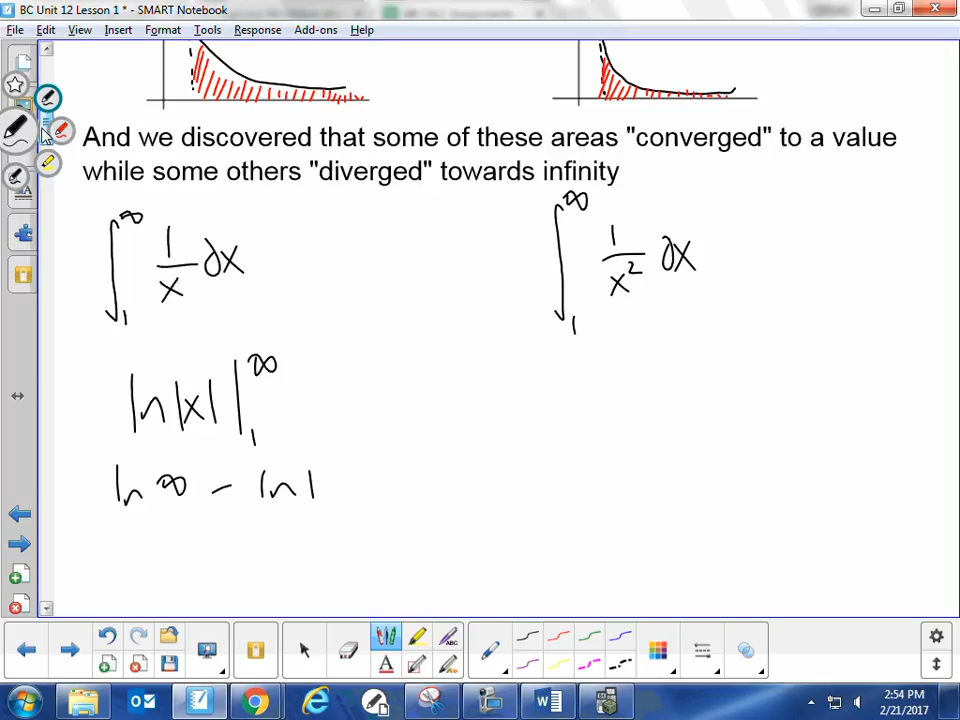 BC Unit 12 Lesson 1 * - SMART Notebook
File Edit View Insert Format Tools Response Add-ons Help
And we discovered that some of these areas "converged" to a value
while some others "diverged" towards infinity
∫₁^∞ 1/x ∂x
∫₁^∞ 1/x² ∂x
ln|x| |₁^∞
ln ∞ - ln 1
2:54 PM
2/21/2017